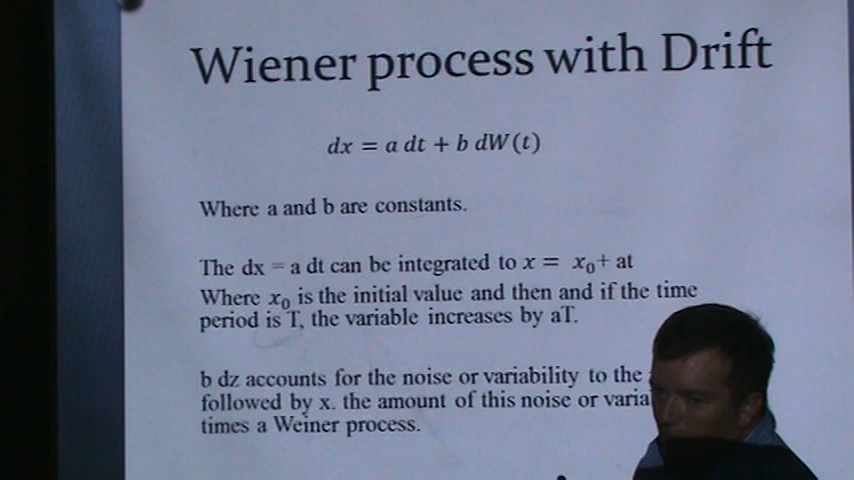 Wiener process with Drift
dx = a dt + b dW(t)
Where a and b are constants.
The dx = a dt can be integrated to x = x₀+ at
Where x₀ is the initial value and then and if the time
period is T, the variable increases by aT.
b dz accounts for the noise or variability to the
followed by x. the amount of this noise or
times a Weiner process.